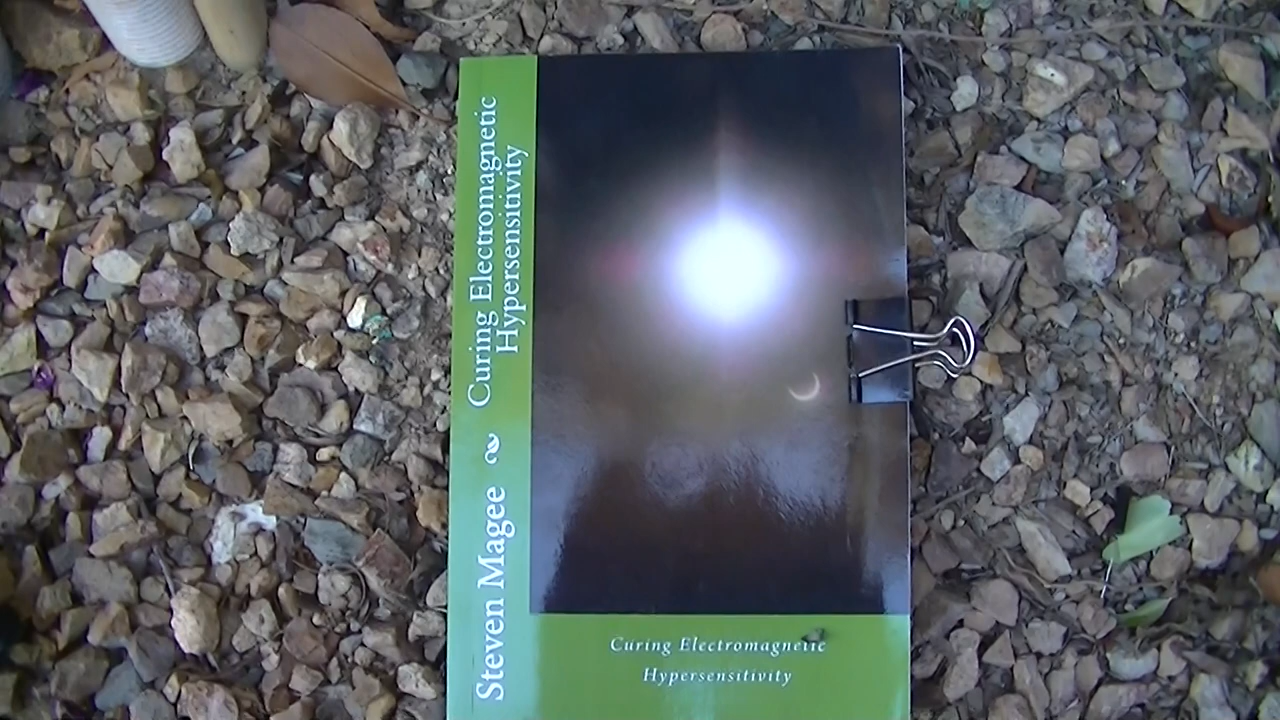 Steven Magee
Curing Electromagnetic
Hypersensitivity
Curing Electromagnetic
Hypersensitivity